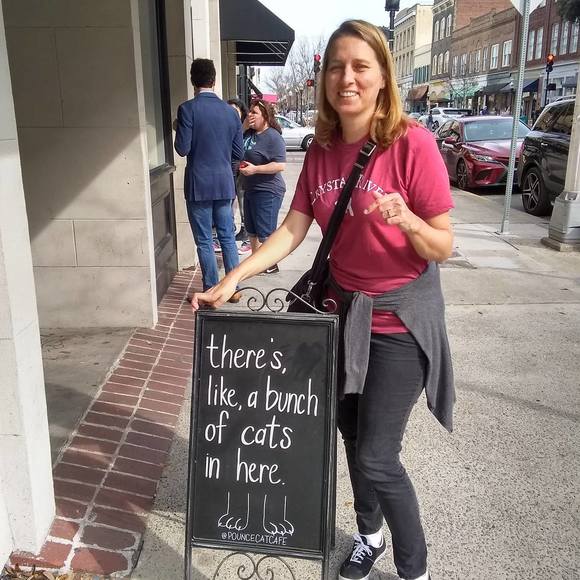 there's,
like, a bunch
of cats
in here.
@POUNCECATCAFE